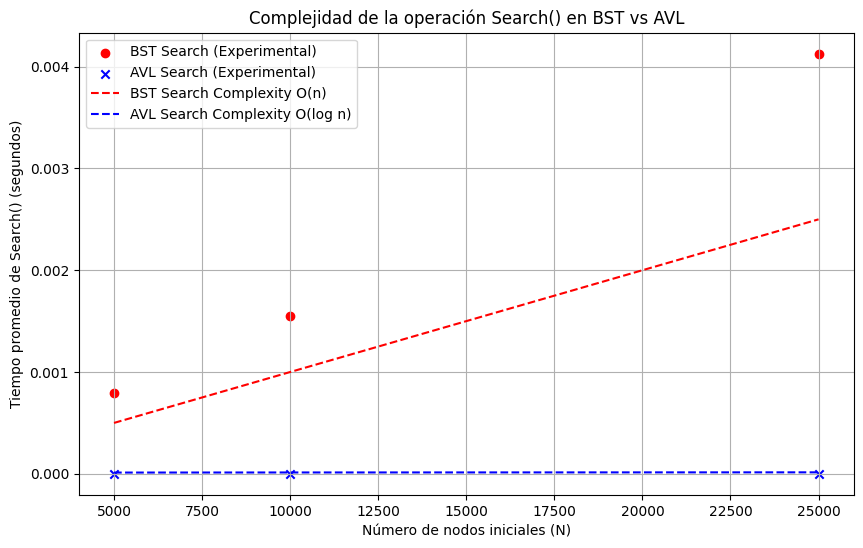 Complejidad de la operación Search() en BST vs AVL
BST Search (Experimental)
AVL Search (Experimental)
BST Search Complexity O(n)
AVL Search Complexity O(log n)
Tiempo promedio de Search() (segundos)
0.004
0.003
0.002
0.001
0.000
5000 7500 10000 12500 15000 17500 20000 22500 25000
Número de nodos iniciales (N)